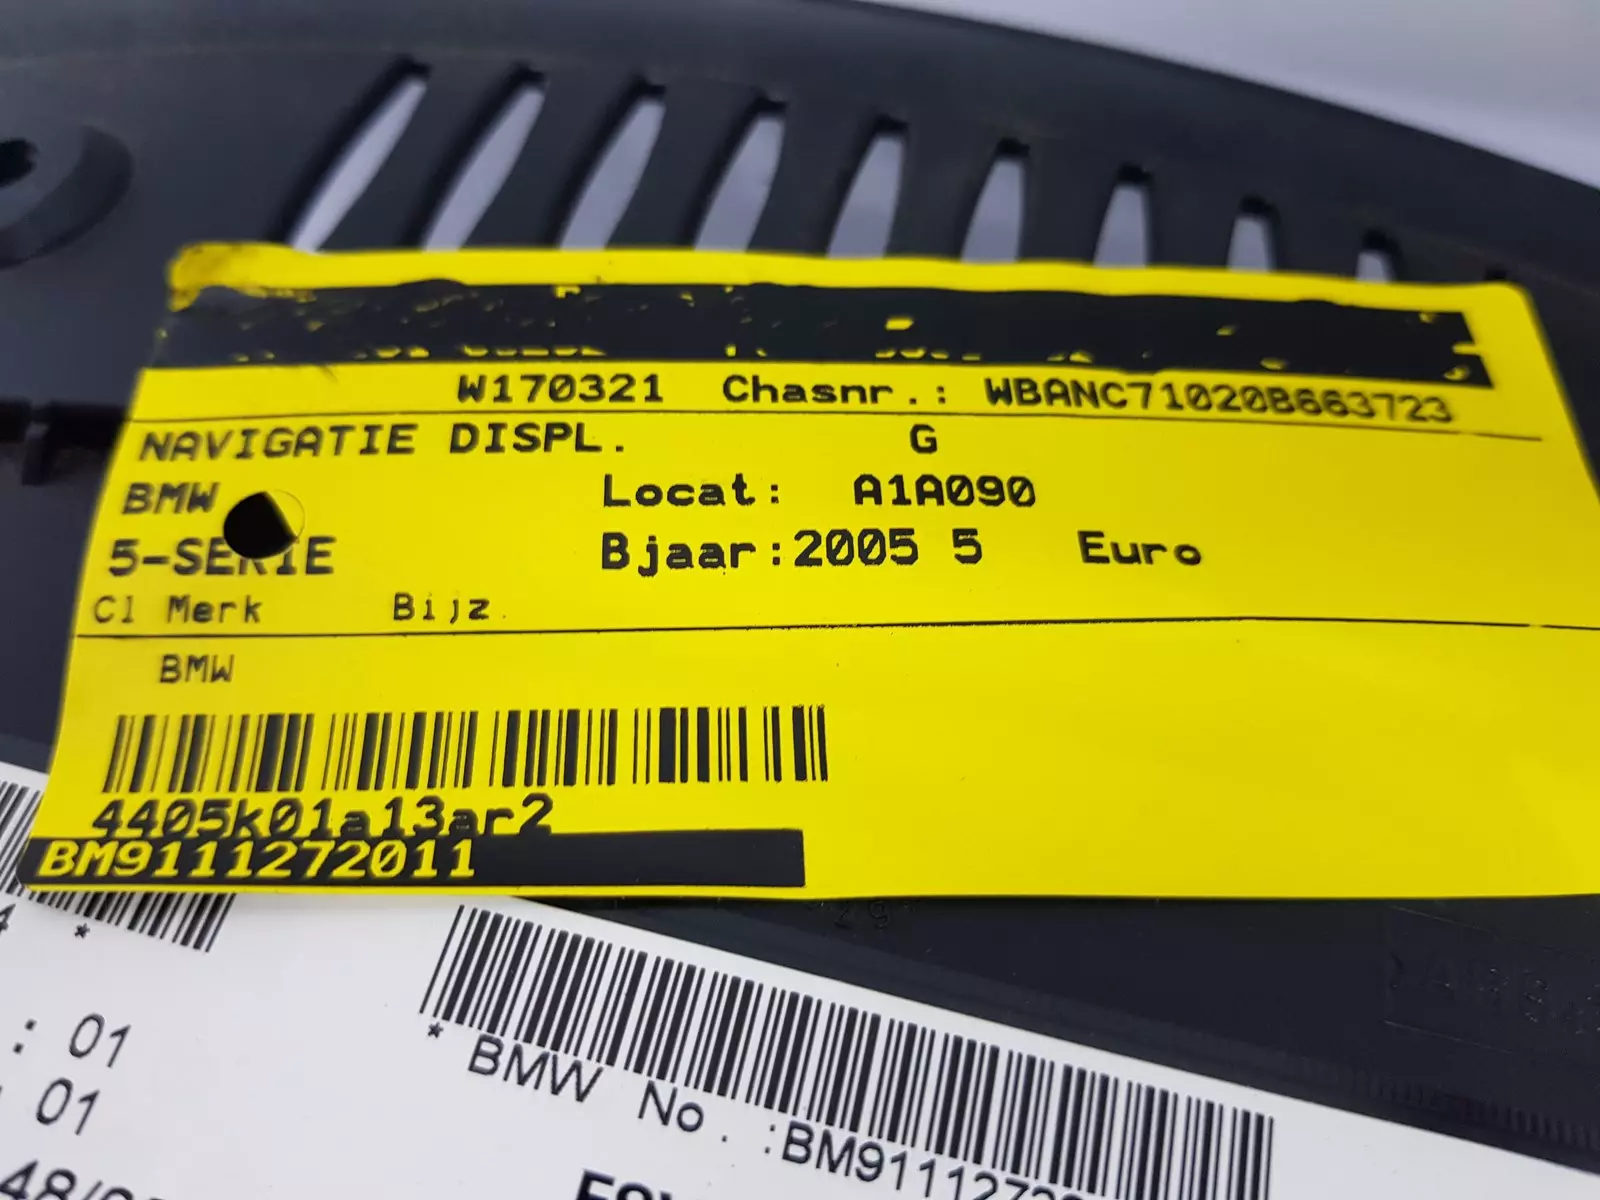 W170321 Chasnr.: WBANC71020B663723
NAVIGATIE DISPL. G
BMW Locat: A1A090
5-SERIE Bjaar:2005 5 Euro
Cl Merk Bijz.
BMW
4405k01a13ar2
BM9111272011
4 *
: 01
: 01
* BMW No. :BM9111272